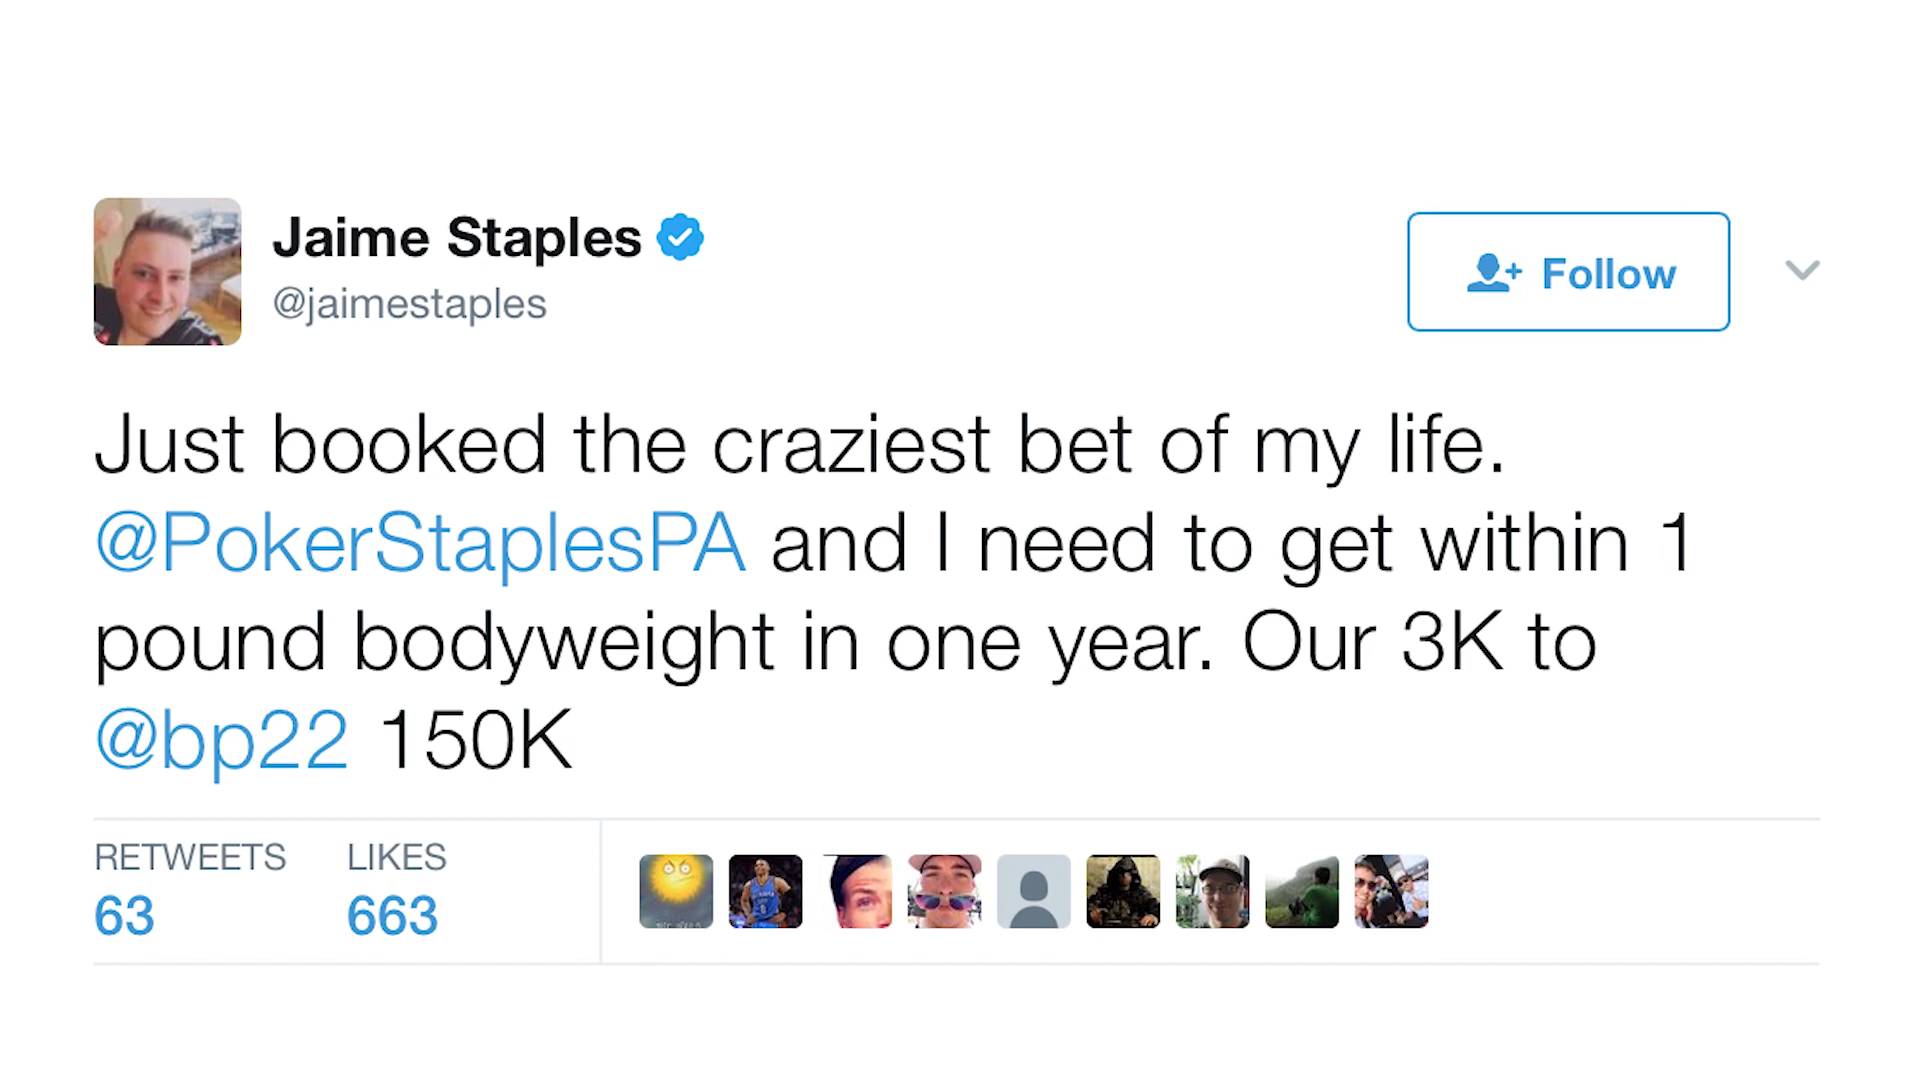 Jaime Staples
@jaimestaples
Follow
Just booked the craziest bet of my life.
@PokerStaplesPA and I need to get within 1
pound bodyweight in one year. Our 3K to
@bp22 150K
RETWEETS LIKES
63 663